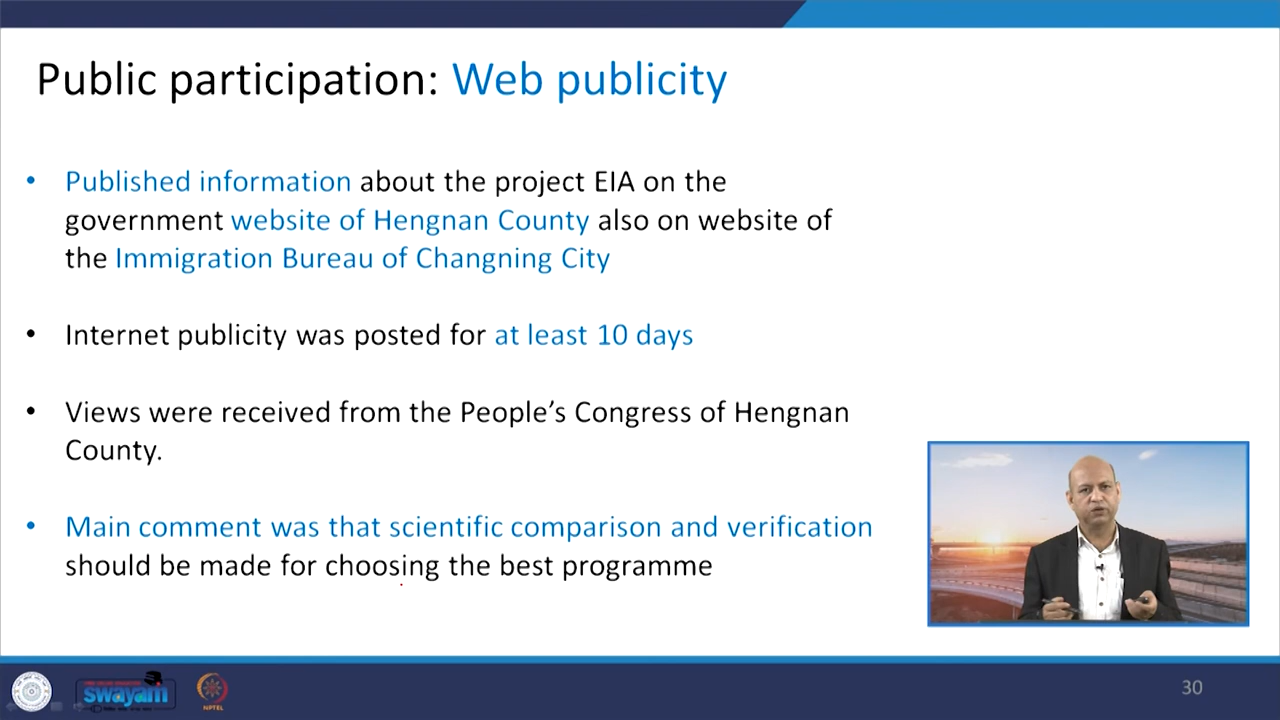 Public participation: Web publicity
• Published information about the project EIA on the
government website of Hengnan County also on website of
the Immigration Bureau of Changning City
• Internet publicity was posted for at least 10 days
• Views were received from the People’s Congress of Hengnan
County.
• Main comment was that scientific comparison and verification
should be made for choosing the best programme
swayam
NPTEL
30